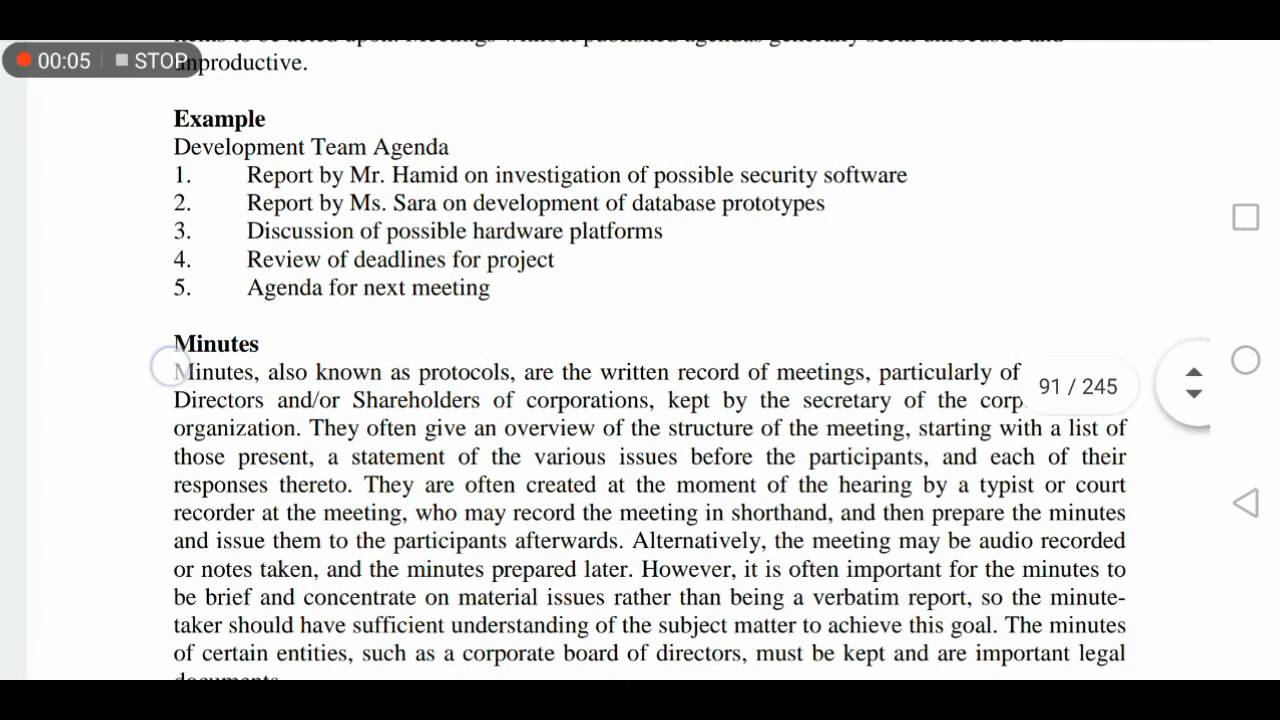 00:05 STOP
unproductive.
Example
Development Team Agenda
1. Report by Mr. Hamid on investigation of possible security software
2. Report by Ms. Sara on development of database prototypes
3. Discussion of possible hardware platforms
4. Review of deadlines for project
5. Agenda for next meeting
Minutes
Minutes, also known as protocols, are the written record of meetings, particularly of
91 / 245
Directors and/or Shareholders of corporations, kept by the secretary of the
organization. They often give an overview of the structure of the meeting, starting with a list of
those present, a statement of the various issues before the participants, and each of their
responses thereto. They are often created at the moment of the hearing by a typist or court
recorder at the meeting, who may record the meeting in shorthand, and then prepare the minutes
and issue them to the participants afterwards. Alternatively, the meeting may be audio recorded
or notes taken, and the minutes prepared later. However, it is often important for the minutes to
be brief and concentrate on material issues rather than being a verbatim report, so the minute-
taker should have sufficient understanding of the subject matter to achieve this goal. The minutes
of certain entities, such as a corporate board of directors, must be kept and are important legal